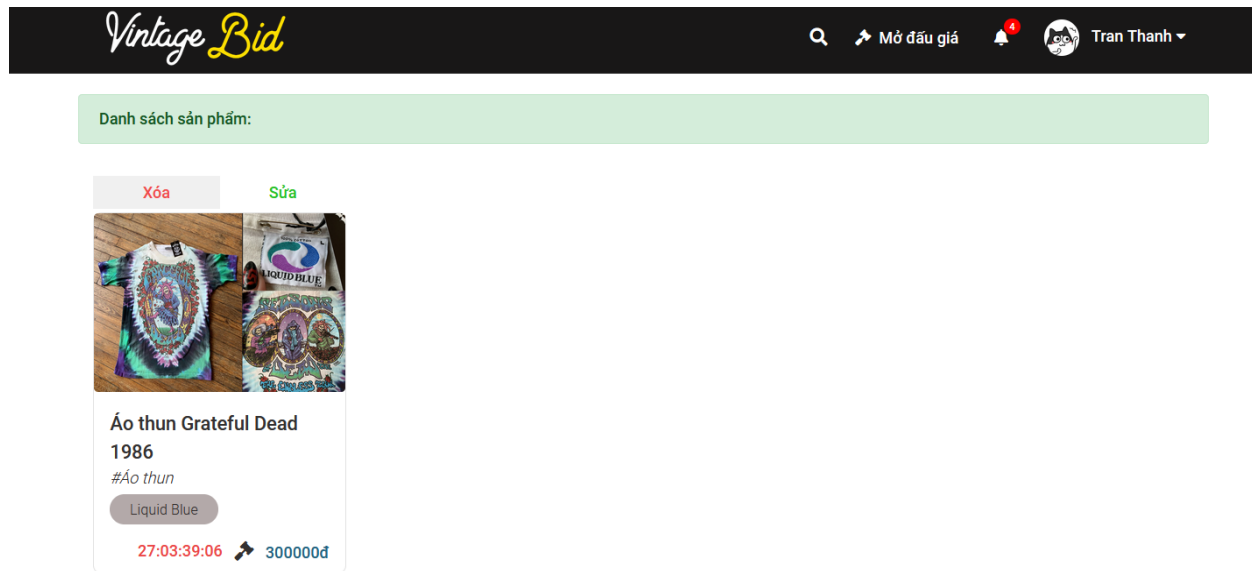 Vintage Bid
Mở đấu giá
4
Tran Thanh
Danh sách sản phẩm:
Xóa
Sửa
LIQUID BLUE
Áo thun Grateful Dead
1986
#Áo thun
Liquid Blue
27:03:39:06
300000đ